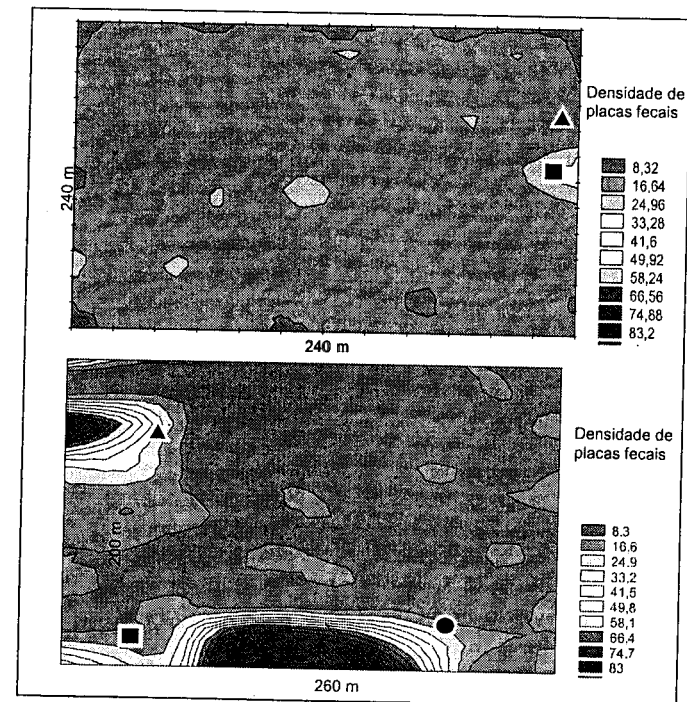 Densidade de
placas fecais
8,32
16,64
24,96
33,28
41,6
49,92
58,24
66,56
74,88
83,2
240 m
240 m
Densidade de
placas fecais
8.3
16.6
24,9
33,2
41,5
49,8
58,1
66,4
74.7
83
260 m